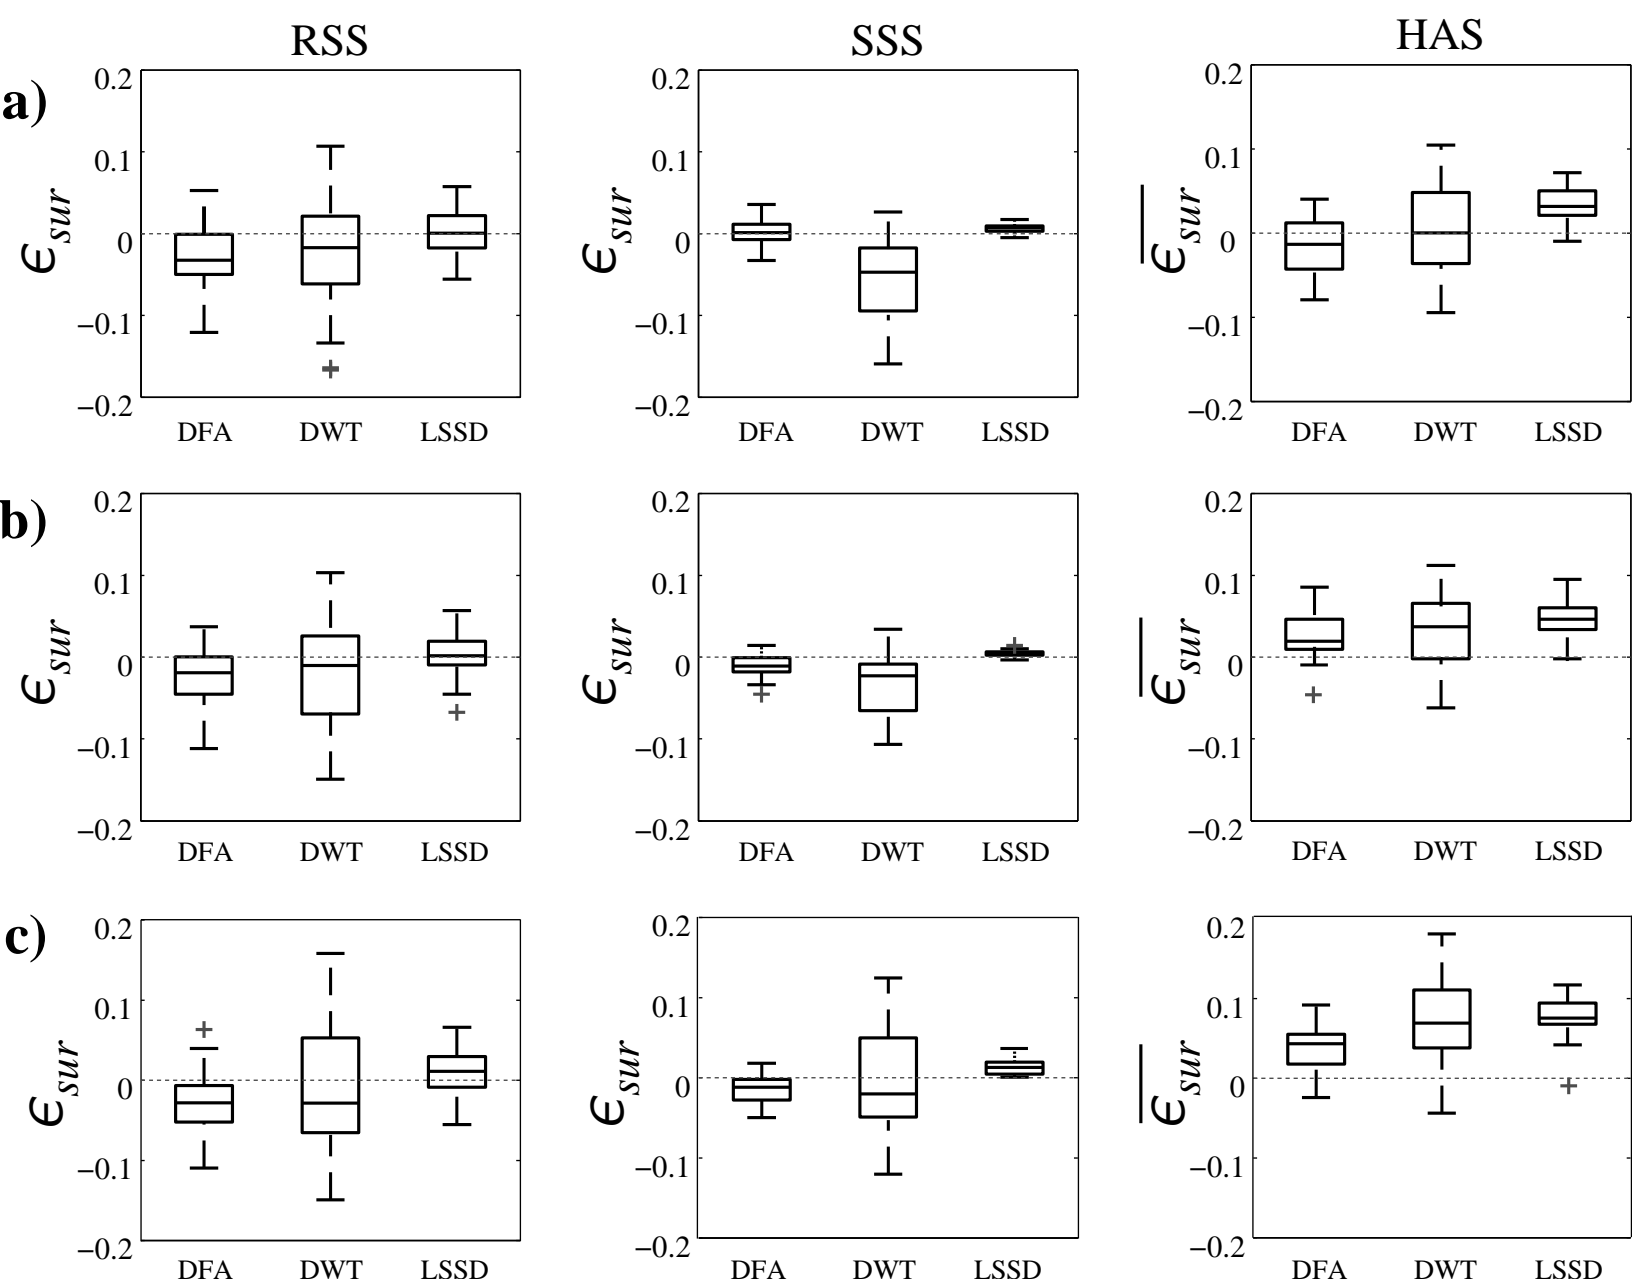 RSS SSS HAS
a)
0.2 0.2 0.2
0.1 0.1 0.1
0 0 0
−0.1 −0.1 −0.1
−0.2 −0.2 −0.2
ϵsur ϵsur ϵsur
DFA DWT LSSD DFA DWT LSSD DFA DWT LSSD
b)
0.2 0.2 0.2
0.1 0.1 0.1
0 0 0
−0.1 −0.1 −0.1
−0.2 −0.2 −0.2
ϵsur ϵsur ϵsur
DFA DWT LSSD DFA DWT LSSD DFA DWT LSSD
c)
0.2 0.2 0.2
0.1 0.1 0.1
0 0 0
−0.1 −0.1 −0.1
−0.2 −0.2 −0.2
ϵsur ϵsur ϵsur
DFA DWT LSSD DFA DWT LSSD DFA DWT LSSD